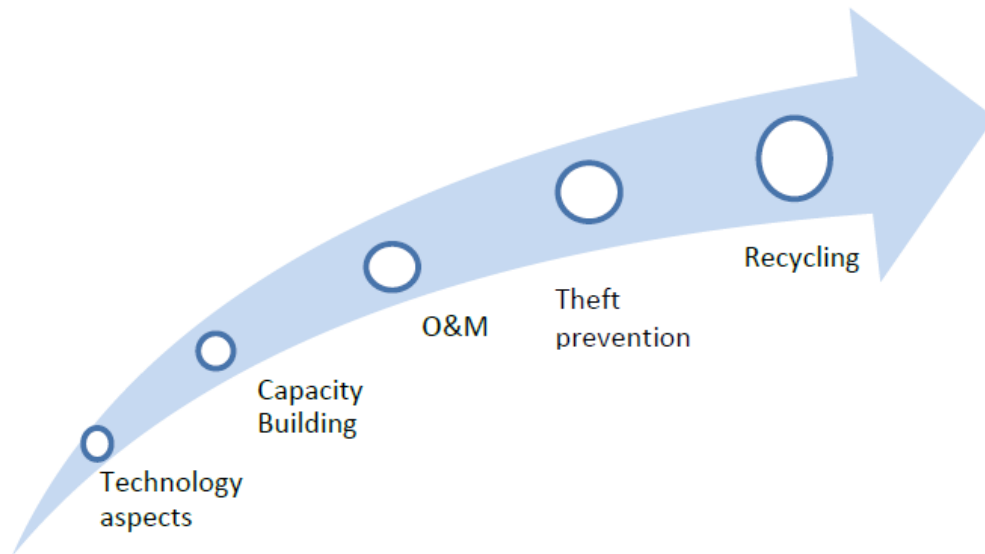 Technology
aspects
Capacity
Building
O&M
Theft
prevention
Recycling